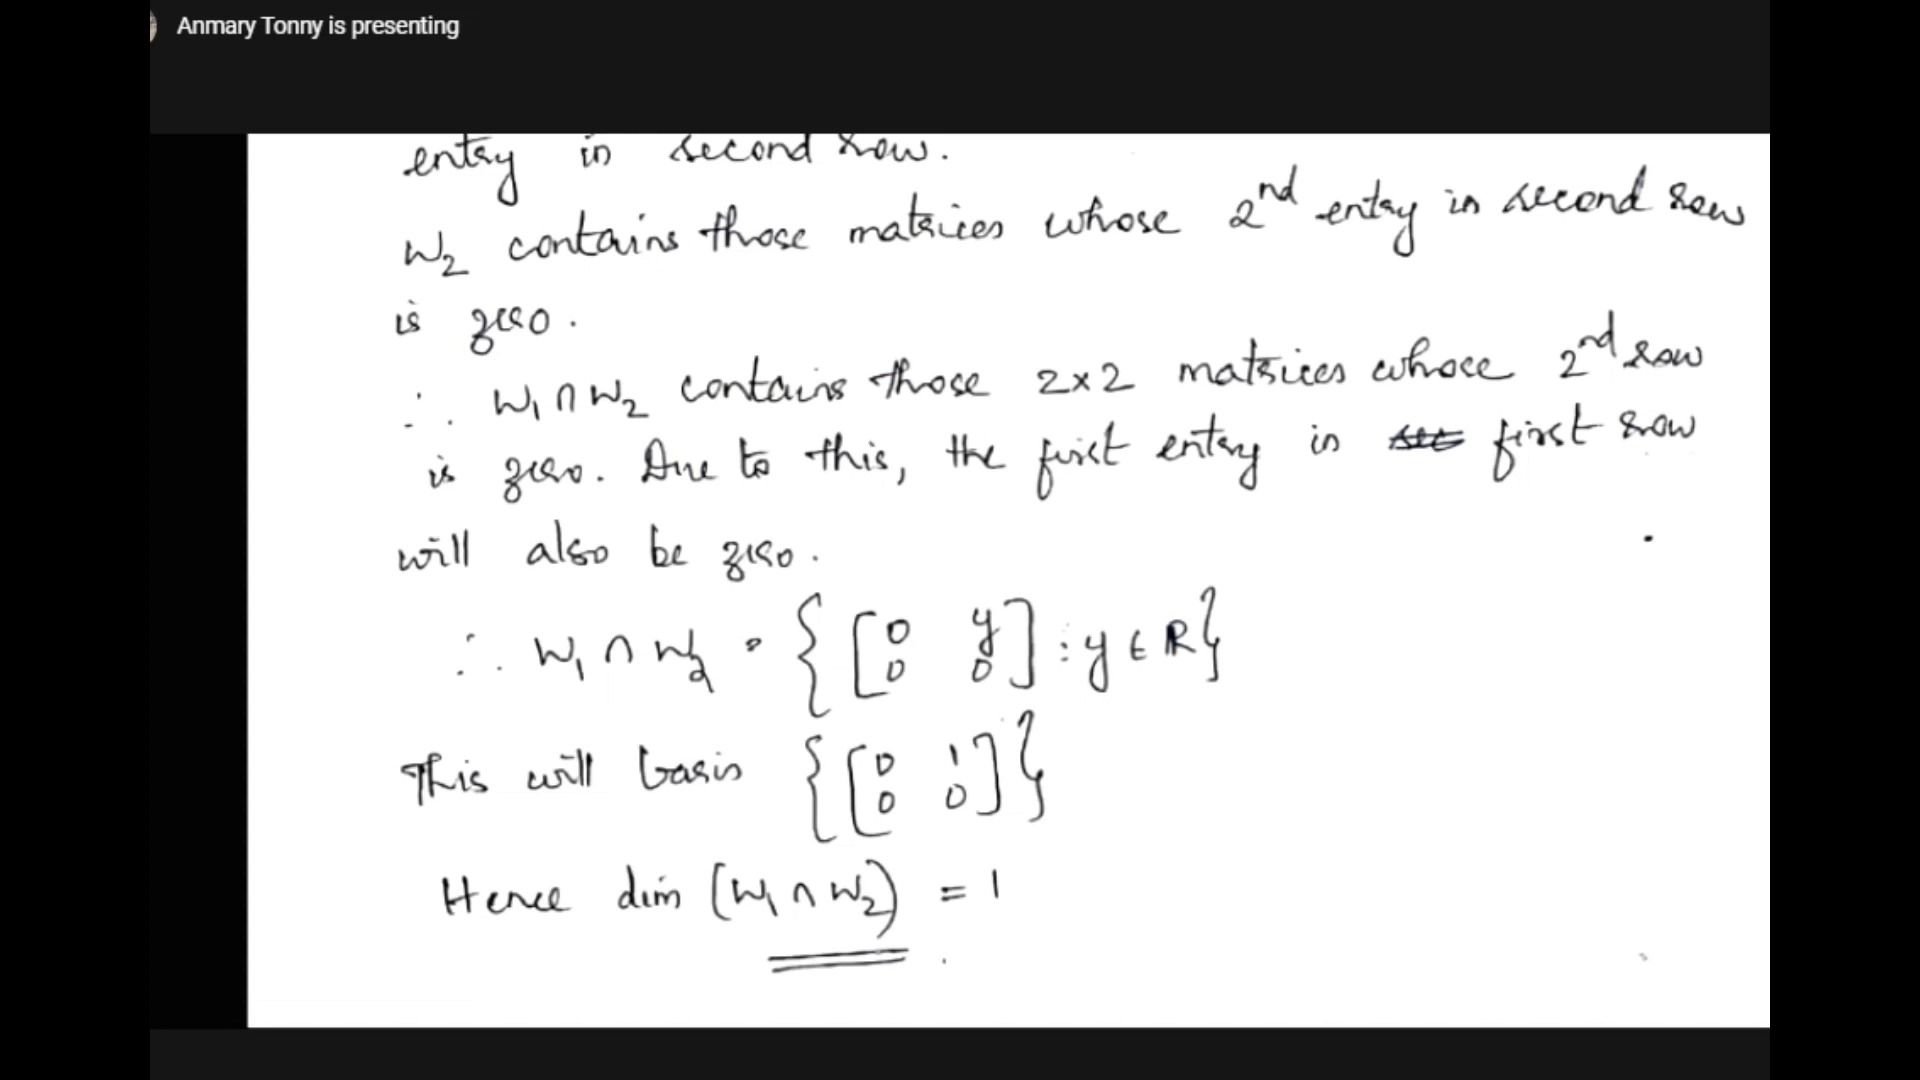 Anmary Tonny is presenting
entry in second row.
W₂ contains those matrices whose 2nd entry in second row
is zero.
∴ W₁ ∩ W₂ contains those 2×2 matrices whose 2nd row
is zero. Due to this, the first entry in first row
will also be zero.
∴ W₁ ∩ W₂ = { [ 0 y
0 0 ] : y ∈ R }
This will basis { [ 0 1
0 0 ] }
Hence dim (W₁ ∩ W₂) = 1